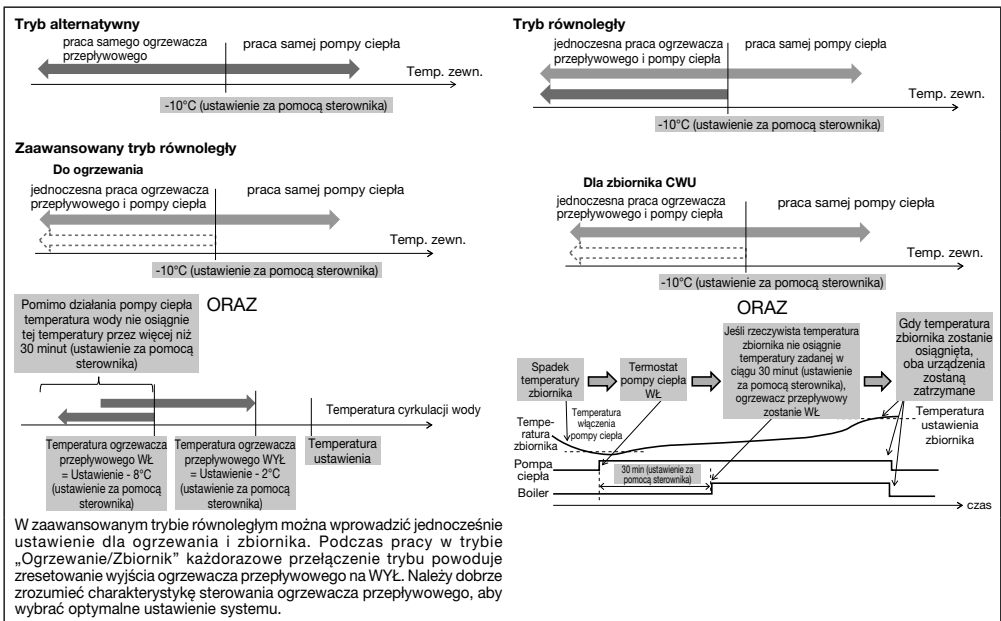 Tryb alternatywny
praca samego ogrzewacza
przepływowego
praca samej pompy ciepła
Temp. zewn.
-10°C (ustawienie za pomocą sterownika)
Tryb równoległy
jednoczesna praca ogrzewacza
przepływowego i pompy ciepła
praca samej pompy ciepła
Temp. zewn.
-10°C (ustawienie za pomocą sterownika)
Zaawansowany tryb równoległy
Do ogrzewania
jednoczesna praca ogrzewacza
przepływowego i pompy ciepła
praca samej pompy ciepła
Temp. zewn.
-10°C (ustawienie za pomocą sterownika)
ORAZ
Pomimo działania pompy ciepła
temperatura wody nie osiągnie
tej temperatury przez więcej niż
30 minut (ustawienie za pomocą
sterownika)
Temperatura cyrkulacji wody
Temperatura ogrzewacza
przepływowego WŁ
= Ustawienie - 8°C
(ustawienie za pomocą
sterownika)
Temperatura ogrzewacza
przepływowego WYŁ
= Ustawienie - 2°C
(ustawienie za pomocą
sterownika)
Temperatura
ustawienia
W zaawansowanym trybie równoległym można wprowadzić jednocześnie
ustawienie dla ogrzewania i zbiornika. Podczas pracy w trybie
„Ogrzewanie/Zbiornik” każdorazowe przełączenie trybu powoduje
zresetowanie wyjścia ogrzewacza przepływowego na WYŁ. Należy dobrze
zrozumieć charakterystykę sterowania ogrzewacza przepływowego, aby
wybrać optymalne ustawienie systemu.
Dla zbiornika CWU
jednoczesna praca ogrzewacza
przepływowego i pompy ciepła
praca samej pompy ciepła
Temp. zewn.
-10°C (ustawienie za pomocą sterownika)
ORAZ
Spadek
temperatury
zbiornika
Termostat
pompy ciepła
WŁ
Jeśli rzeczywista temperatura
zbiornika nie osiągnie
temperatury zadanej w
ciągu 30 minut (ustawienie
za pomocą sterownika),
ogrzewacz przepływowy
zostanie WŁ
Gdy temperatura
zbiornika zostanie
osiągnięta,
oba urządzenia
zostaną
zatrzymane
Tempe-
ratura
zbiornika
Temperatura
włączenia
pompy ciepła
Temperatura
ustawienia
zbiornika
Pompa
ciepła
30 min (ustawienie za
pomocą sterownika)
Boiler
czas